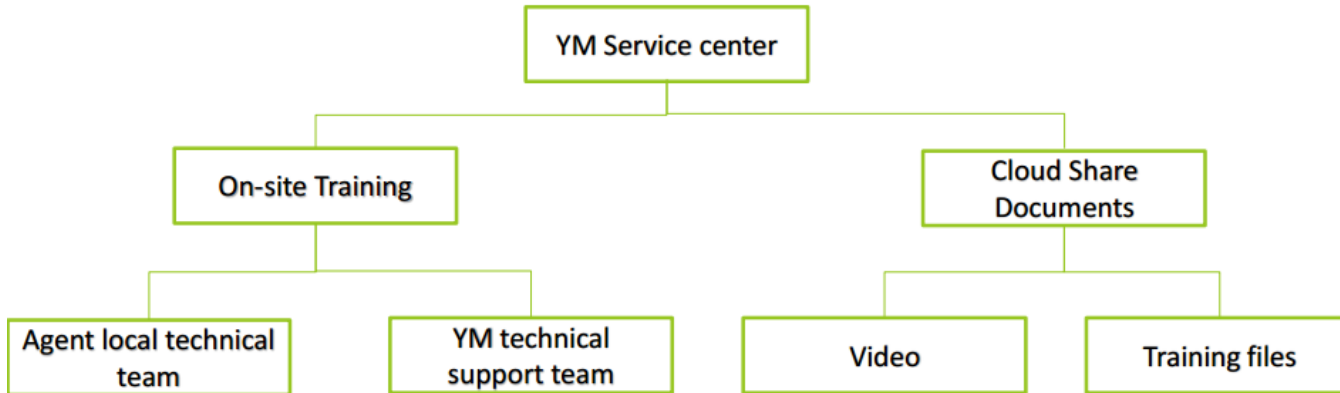 YM Service center
On-site Training
Cloud Share
Documents
Agent local technical
team
YM technical
support team
Video
Training files